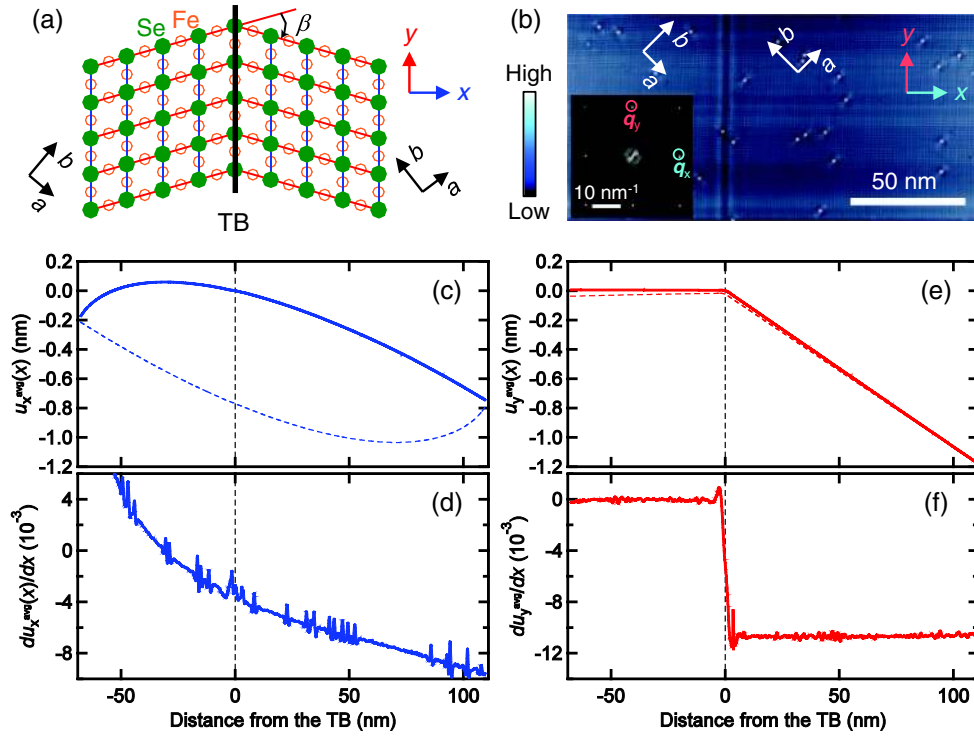 (a)
Se
Fe
β
y
x
b
a
b
a
TB
(b)
High
Low
b
a
b
a
y
x
q_y
q_x
10 nm⁻¹
50 nm
(c)
u_x^avg(x) (nm)
0.2
0.0
-0.2
-0.4
-0.6
-0.8
-1.0
-1.2
(e)
u_y^avg(x) (nm)
0.2
0.0
-0.2
-0.4
-0.6
-0.8
-1.0
-1.2
(d)
du_x^avg(x)/dx (10⁻³)
4
0
-4
-8
-50 0 50 100
Distance from the TB (nm)
(f)
du_y^avg/dx (10⁻³)
0
-4
-8
-12
-50 0 50 100
Distance from the TB (nm)